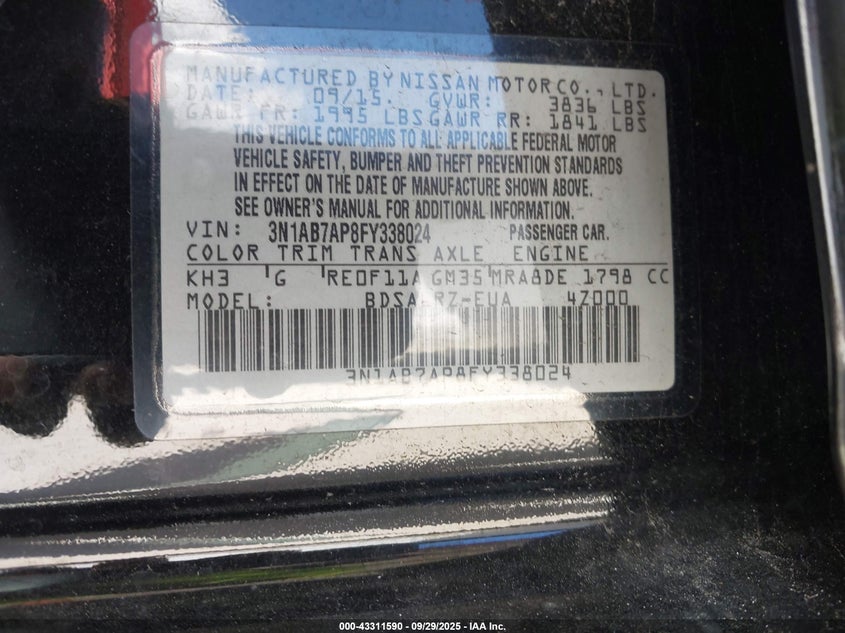 MANUFACTURED BY NISSAN MOTOR CO., LTD.
DATE: 09/15. GVWR: 3836 LBS
GAWR FR: 1995 LBS GAWR RR: 1841 LBS
THIS VEHICLE CONFORMS TO ALL APPLICABLE FEDERAL MOTOR
VEHICLE SAFETY, BUMPER AND THEFT PREVENTION STANDARDS
IN EFFECT ON THE DATE OF MANUFACTURE SHOWN ABOVE.
SEE OWNER'S MANUAL FOR ADDITIONAL INFORMATION.
VIN: 3N1AB7AP8FY338024 PASSENGER CAR.
COLOR TRIM TRANS AXLE ENGINE
KH3 G RE0F11A GM35 MRA8DE 1798 CC
MODEL: BDSA RZ-EUA 4Z000
3N1AB7AP8FY338024
000-43311590 - 09/29/2025 - IAA Inc.